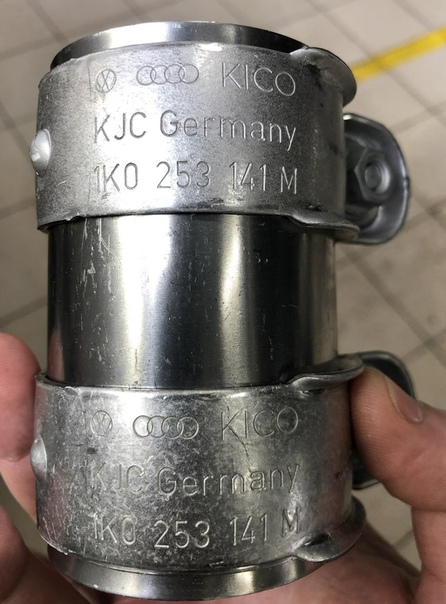 KICO
KJC Germany
1K0 253 141 M
KICO
KJC Germany
1K0 253 141 M